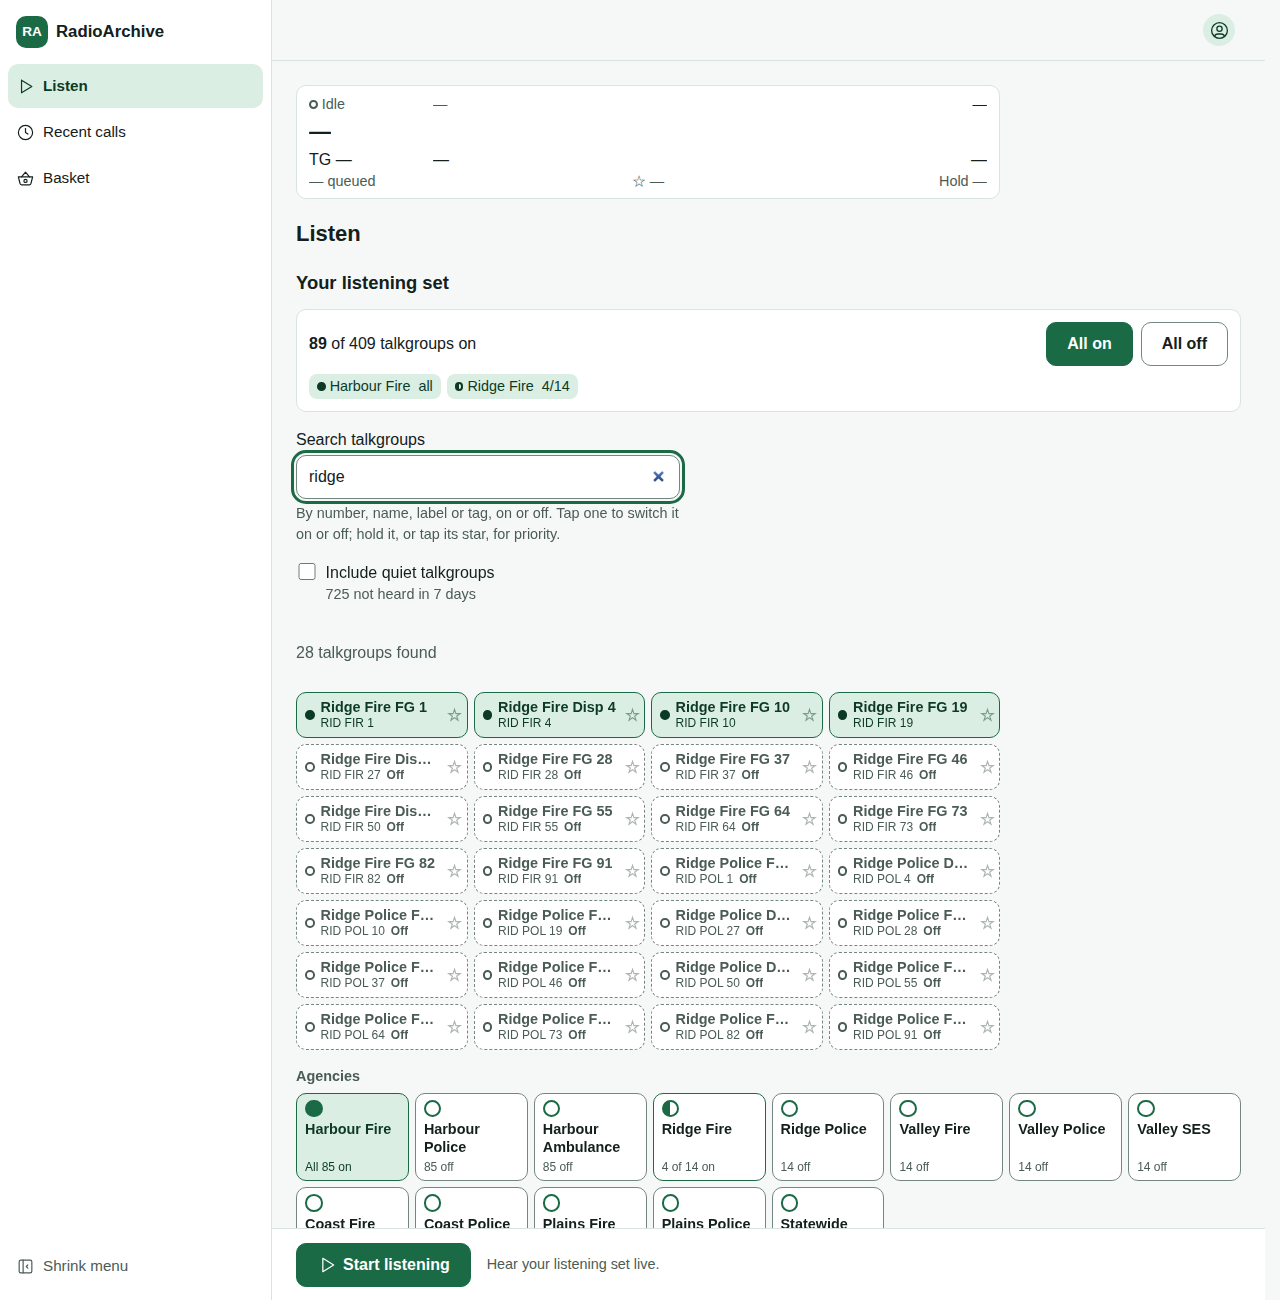 RA RadioArchive
Listen
Recent calls
Basket
Shrink menu
Idle — —
—
TG — — —
— queued ☆ — Hold —
Listen
Your listening set
89 of 409 talkgroups on
All on All off
Harbour Fire all Ridge Fire 4/14
Search talkgroups
ridge
By number, name, label or tag, on or off. Tap one to switch it
on or off; hold it, or tap its star, for priority.
Include quiet talkgroups
725 not heard in 7 days
28 talkgroups found
Ridge Fire FG 1 ☆ Ridge Fire Disp 4 ☆ Ridge Fire FG 10 ☆ Ridge Fire FG 19 ☆
RID FIR 1 RID FIR 4 RID FIR 10 RID FIR 19
Ridge Fire Dis… ☆ Ridge Fire FG 28 ☆ Ridge Fire FG 37 ☆ Ridge Fire FG 46 ☆
RID FIR 27 Off RID FIR 28 Off RID FIR 37 Off RID FIR 46 Off
Ridge Fire Dis… ☆ Ridge Fire FG 55 ☆ Ridge Fire FG 64 ☆ Ridge Fire FG 73 ☆
RID FIR 50 Off RID FIR 55 Off RID FIR 64 Off RID FIR 73 Off
Ridge Fire FG 82 ☆ Ridge Fire FG 91 ☆ Ridge Police F… ☆ Ridge Police D… ☆
RID FIR 82 Off RID FIR 91 Off RID POL 1 Off RID POL 4 Off
Ridge Police F… ☆ Ridge Police F… ☆ Ridge Police D… ☆ Ridge Police F… ☆
RID POL 10 Off RID POL 19 Off RID POL 27 Off RID POL 28 Off
Ridge Police F… ☆ Ridge Police F… ☆ Ridge Police D… ☆ Ridge Police F… ☆
RID POL 37 Off RID POL 46 Off RID POL 50 Off RID POL 55 Off
Ridge Police F… ☆ Ridge Police F… ☆ Ridge Police F… ☆ Ridge Police F… ☆
RID POL 64 Off RID POL 73 Off RID POL 82 Off RID POL 91 Off
Agencies
Harbour Fire
All 85 on
Harbour
Police
85 off
Harbour
Ambulance
85 off
Ridge Fire
4 of 14 on
Ridge Police
14 off
Valley Fire
14 off
Valley Police
14 off
Valley SES
14 off
Coast Fire
Coast Police
Plains Fire
Plains Police
Statewide
Start listening
Hear your listening set live.